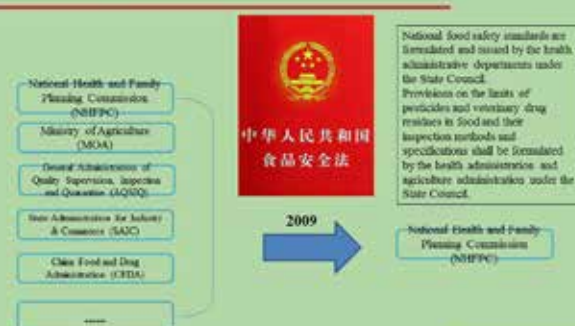 National Health and Family
Planning Commission
(NHFPC)
Ministry of Agriculture
(MOA)
General Administration of
Quality Supervision, Inspection
and Quarantine (AQSIQ)
State Administration for Industry
& Commerce (SAIC)
China Food and Drug
Administration (CFDA)
......
中华人民共和国
食品安全法
2009
National food safety standards are
formulated and issued by the health
administrative departments under
the State Council.
Provisions on the limits of
pesticides and veterinary drug
residues in food and their
inspection methods and
specifications shall be formulated
by the health administration and
agriculture administration under the
State Council.
National Health and Family
Planning Commission
(NHFPC)